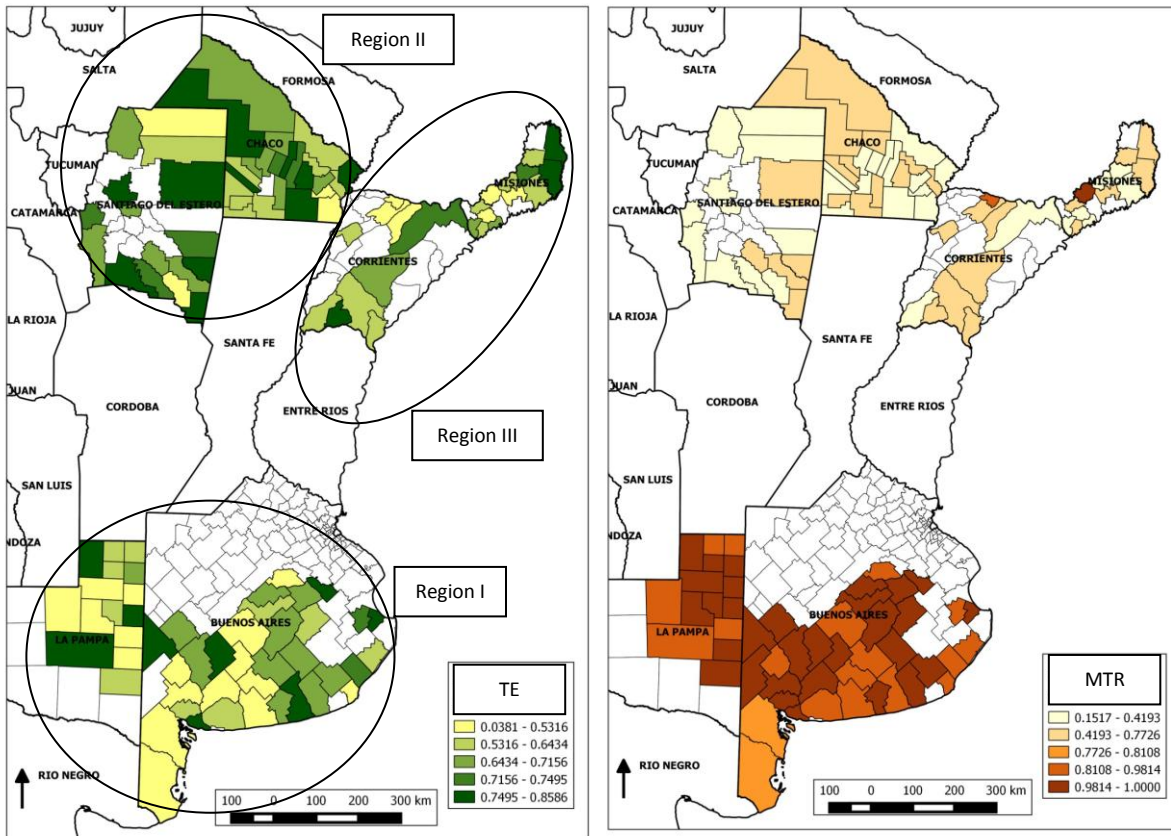 JUJUY
Region II
SALTA
FORMOSA
CHACO
TUCUMAN
MISIONES
CATAMARCA
SANTIAGO DEL ESTERO
CORRIENTES
LA RIOJA
SANTA FE
JUAN
CORDOBA
ENTRE RIOS
Region III
SAN LUIS
NDOZA
Region I
BUENOS AIRES
LA PAMPA
TE
0.0381 - 0.5316
0.5316 - 0.6434
0.6434 - 0.7156
0.7156 - 0.7495
0.7495 - 0.8586
RIO NEGRO
100 0 100 200 300 km
JUJUY
SALTA
FORMOSA
CHACO
TUCUMAN
MISIONES
CATAMARCA
SANTIAGO DEL ESTERO
CORRIENTES
LA RIOJA
SANTA FE
JUAN
CORDOBA
ENTRE RIOS
SAN LUIS
NDOZA
BUENOS AIRES
LA PAMPA
MTR
0.1517 - 0.4193
0.4193 - 0.7726
0.7726 - 0.8108
0.8108 - 0.9814
0.9814 - 1.0000
RIO NEGRO
100 0 100 200 300 km